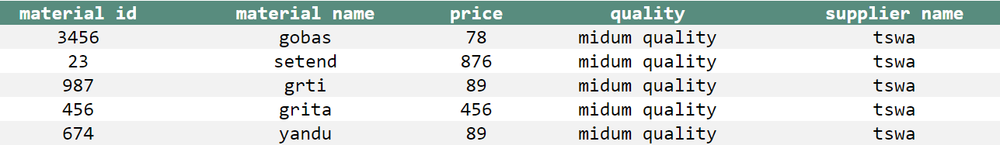 material id material name price quality supplier name
3456 gobas 78 midum quality tswa
23 setend 876 midum quality tswa
987 grti 89 midum quality tswa
456 grita 456 midum quality tswa
674 yandu 89 midum quality tswa